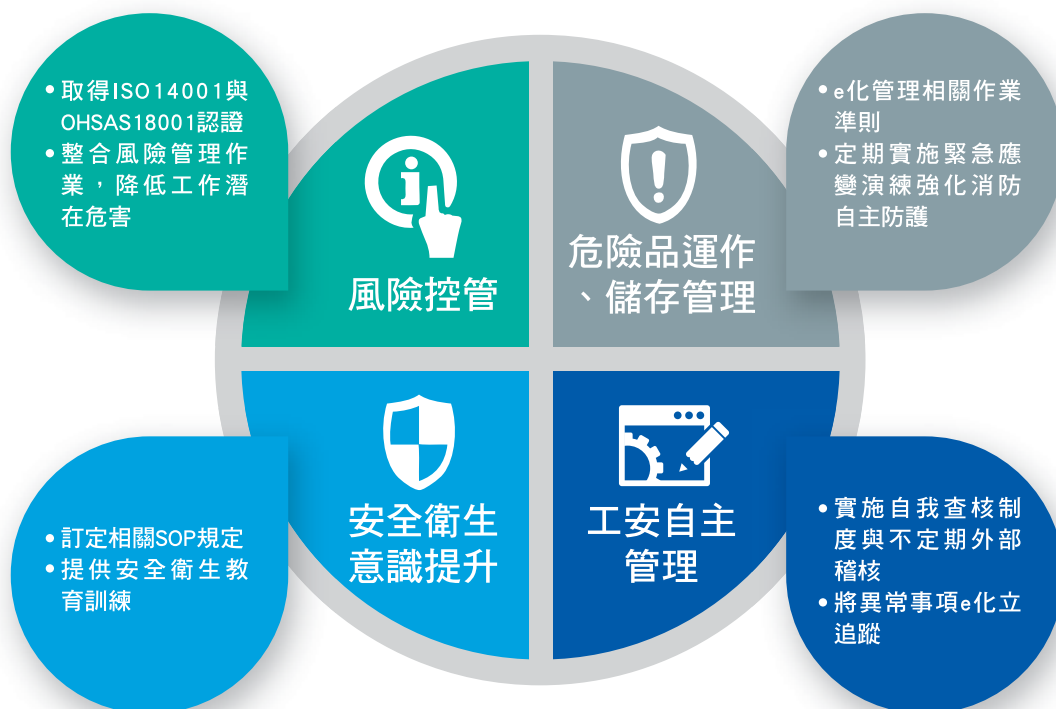 •取得ISO14001與
OHSAS18001認證
•整合風險管理作
業，降低工作潛
在危害
風險控管
危險品運作
、儲存管理
•e化管理相關作業
準則
•定期實施緊急應
變演練強化消防
自主防護
•訂定相關SOP規定
•提供安全衛生教
育訓練
安全衛生
意識提升
工安自主
管理
•實施自我查核制
度與不定期外部
稽核
•將異常事項e化立
追蹤